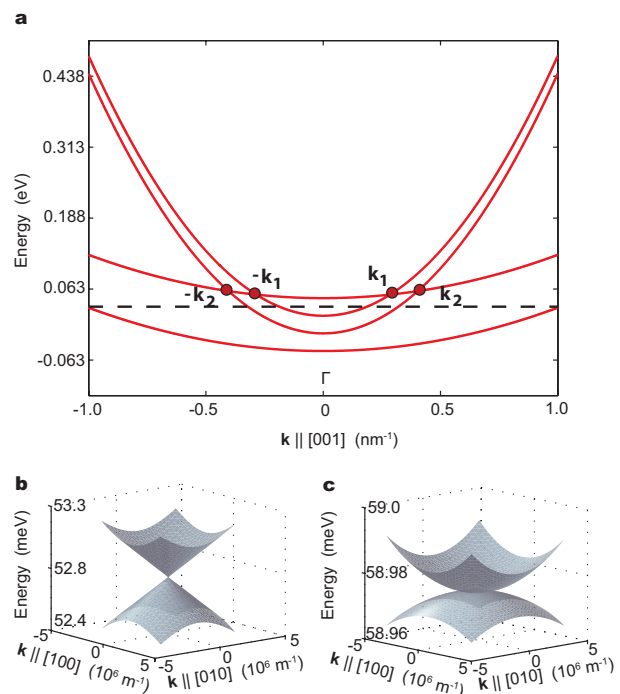 a
Energy (eV)
0.438
0.313
0.188
0.063
-0.063
-k₁
-k₂
k₁
k₂
Γ
-1.0 -0.5 0 0.5 1.0
k || [001] (nm⁻¹)
b
Energy (meV)
53.3
52.8
52.4
-5 0 5
k || [100] (10⁶ m⁻¹)
-5 0 5
k || [010] (10⁶ m⁻¹)
c
Energy (meV)
59.0
58.98
58.96
-5 0 5
k || [100] (10⁶ m⁻¹)
-5 0 5
k || [010] (10⁶ m⁻¹)